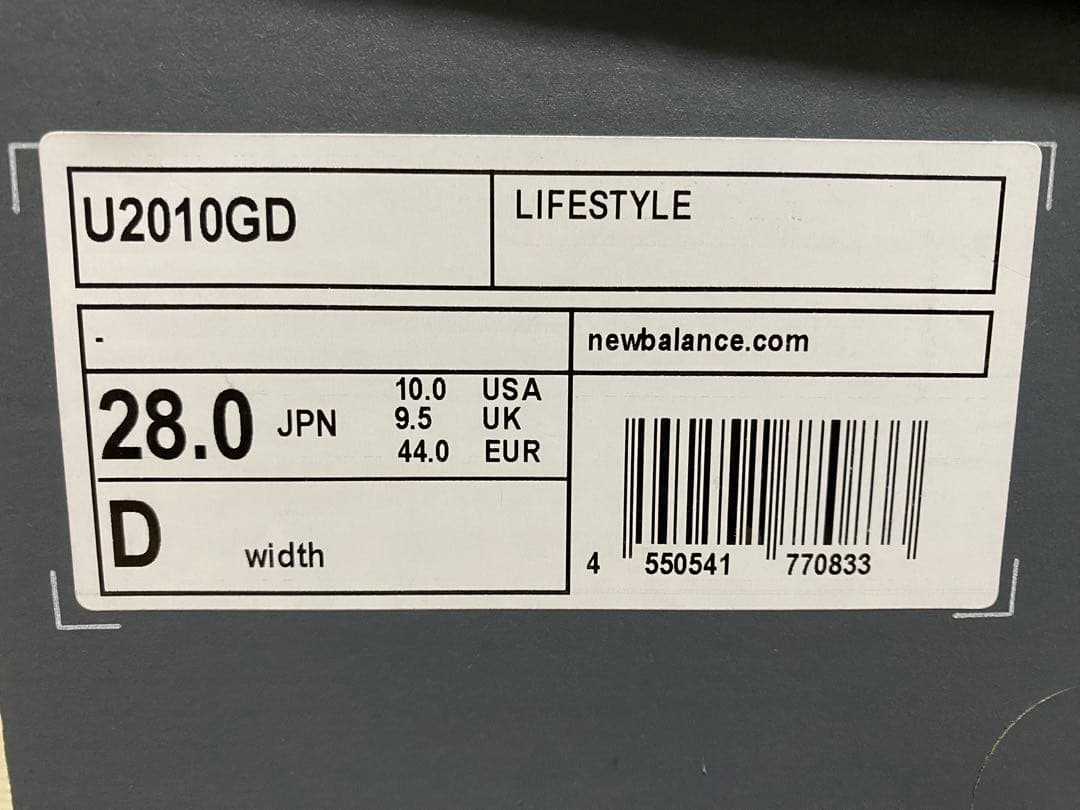 U2010GD
LIFESTYLE
-
newbalance.com
28.0 JPN
10.0 USA
9.5 UK
44.0 EUR
D width
4 550541 770833